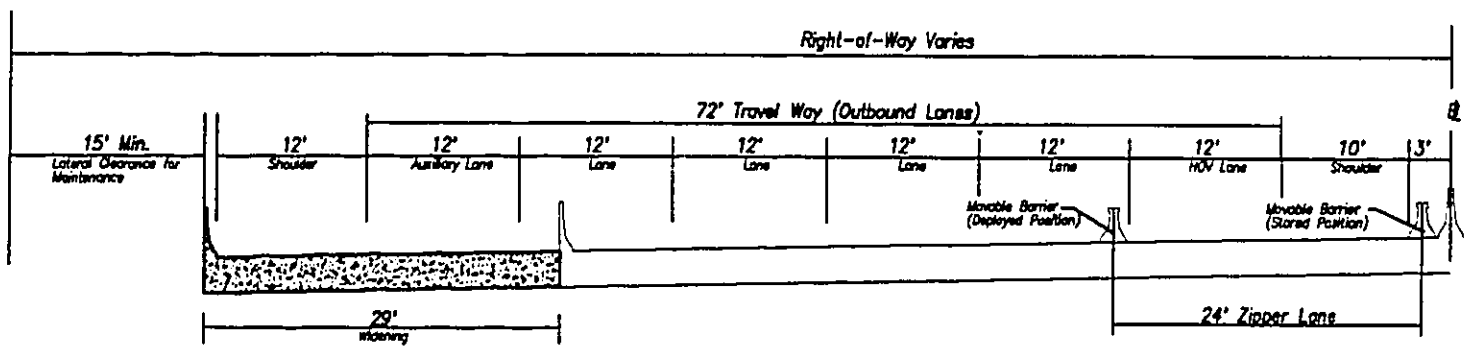 Right-of-Way Varies
72' Travel Way (Outbound Lanes)
15' Min.
Lateral Clearance for
Maintenance
12'
Shoulder
12'
Auxiliary Lane
12'
Lane
12'
Lane
12'
Lane
12'
Lane
12'
HOV Lane
10'
Shoulder
3'
Movable Barrier
(Deployed Position)
Movable Barrier
(Stored Position)
29'
Widening
24' Zipper Lane